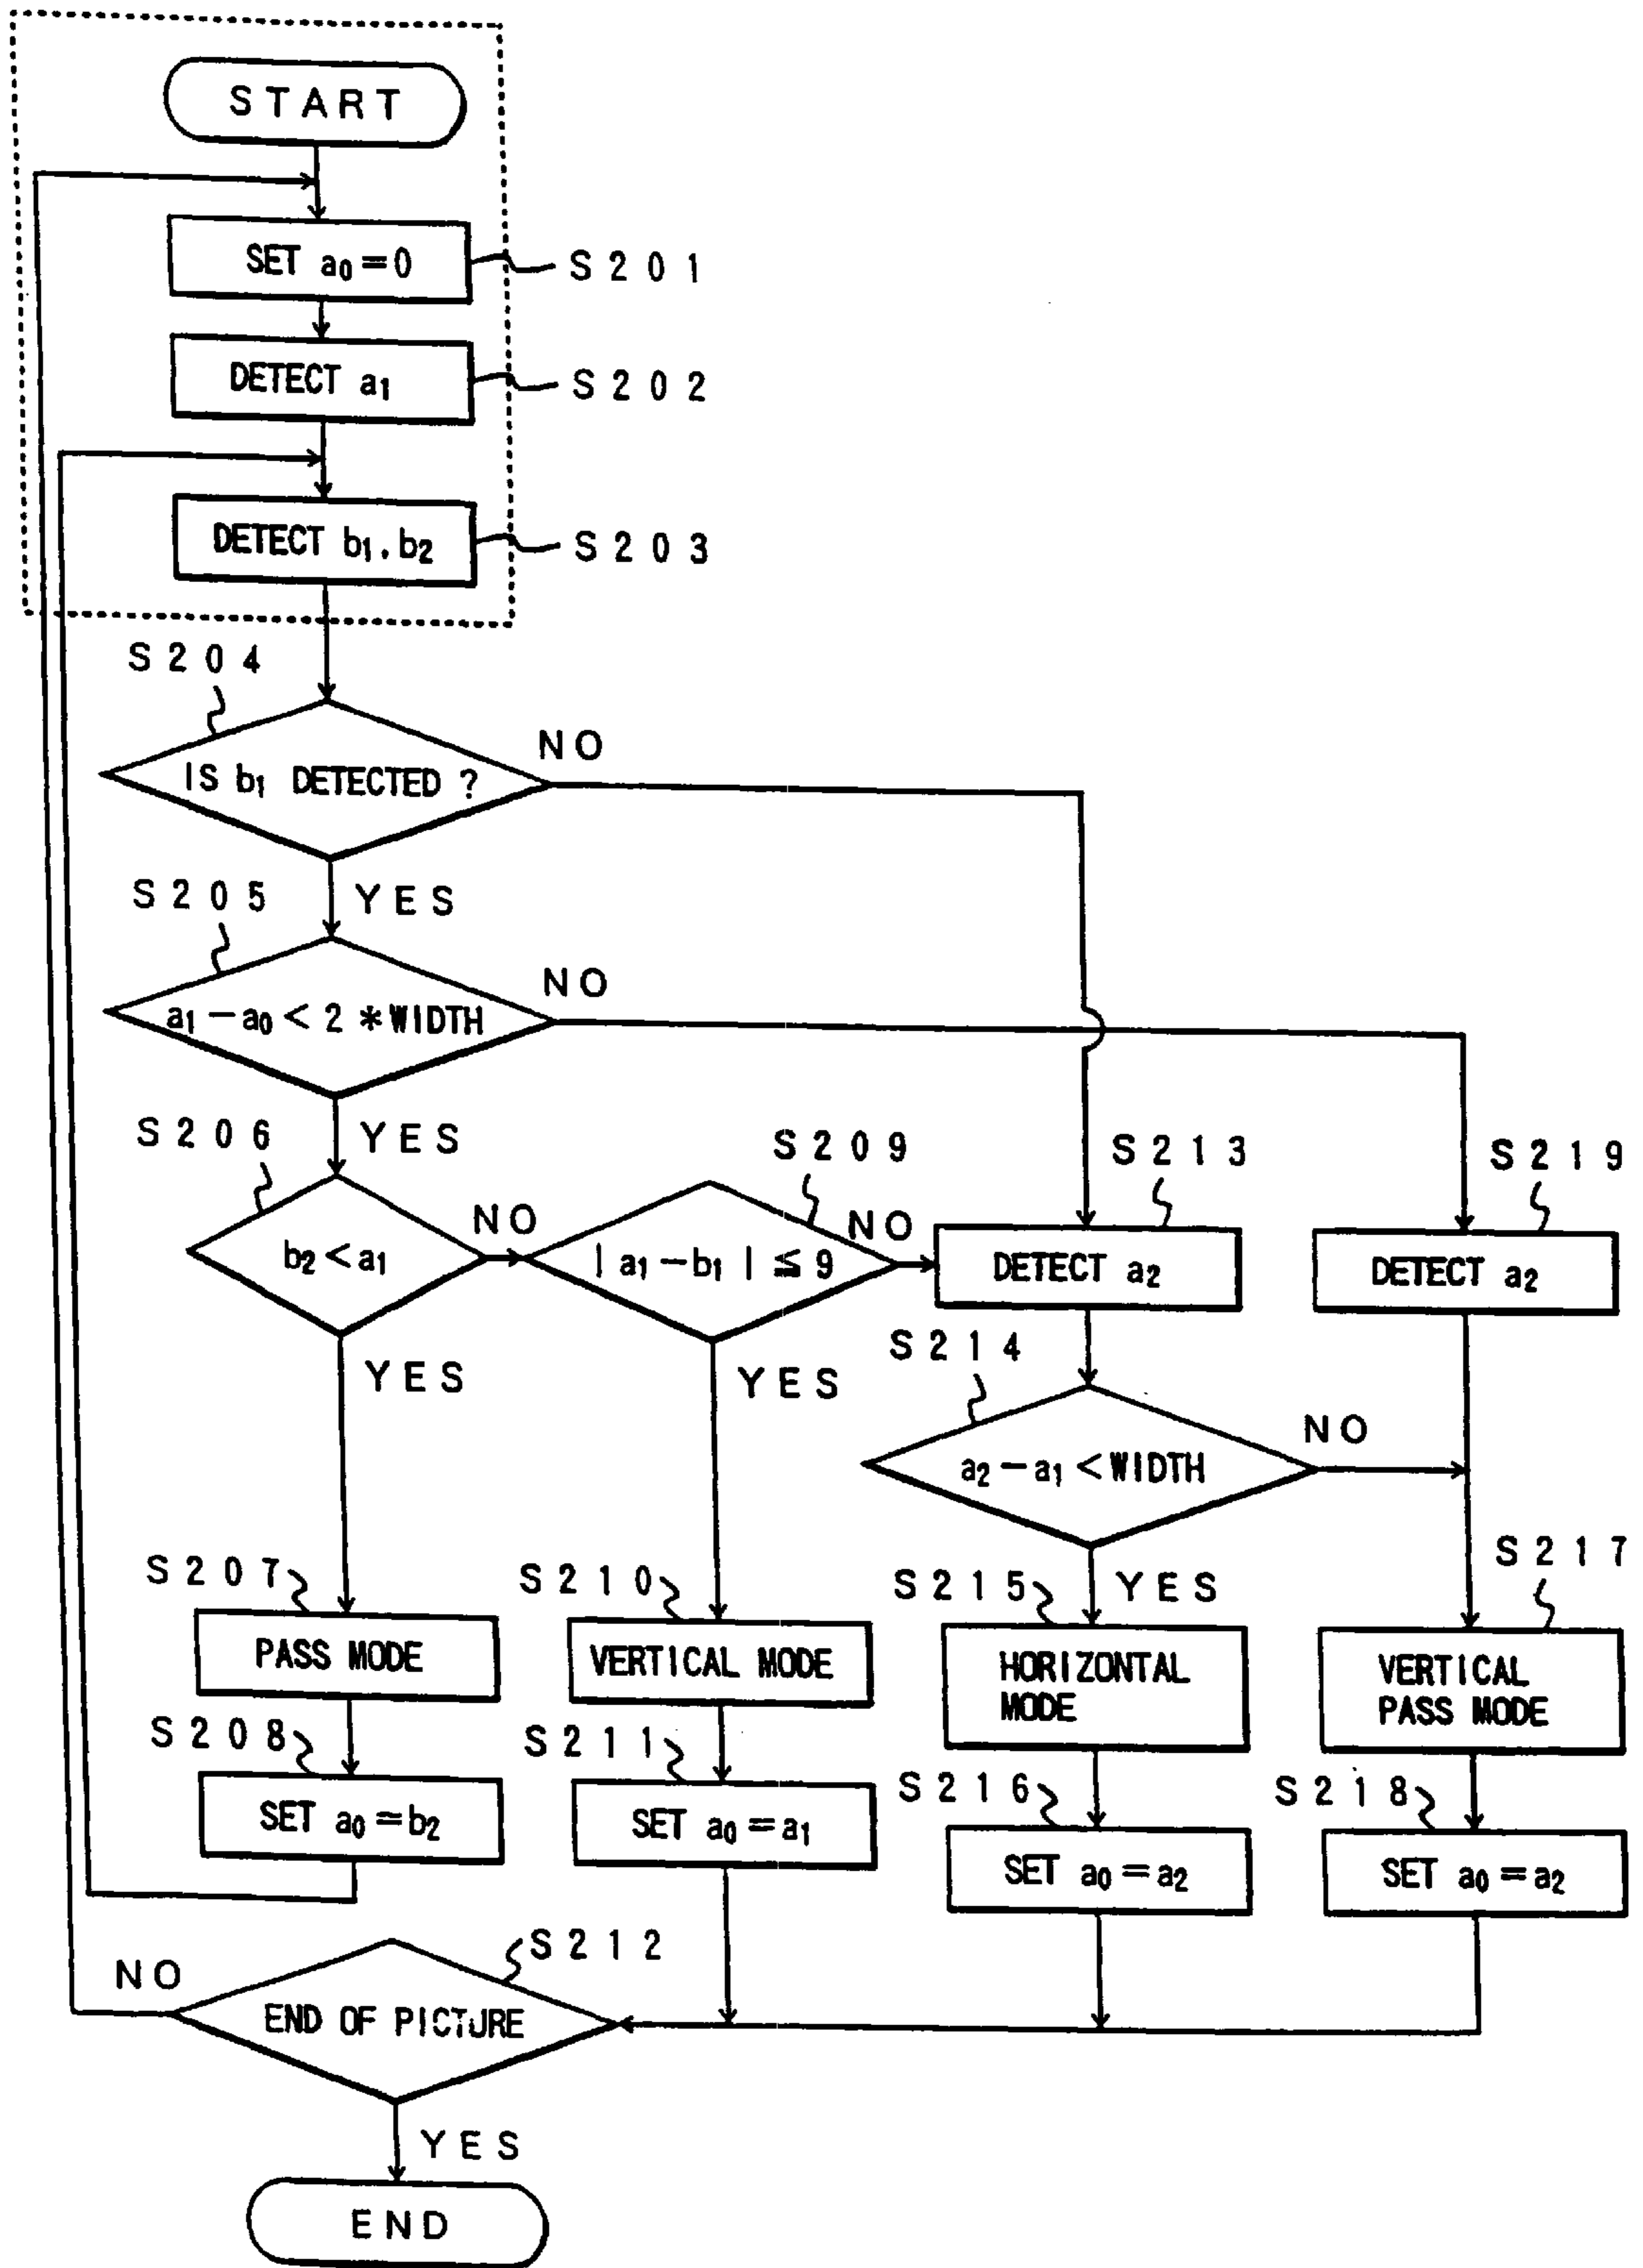 START
SET a₀=0
S201
DETECT a₁
S202
DETECT b₁, b₂
S203
S204
IS b₁ DETECTED ?
NO
YES
S205
a₁−a₀<2*WIDTH
NO
YES
S206
b₂<a₁
NO
YES
S209
|a₁−b₁|≦9
NO
YES
S213
DETECT a₂
S219
DETECT a₂
S214
a₂−a₁<WIDTH
NO
YES
S207
PASS MODE
S210
VERTICAL MODE
S215
HORIZONTAL
MODE
S217
VERTICAL
PASS MODE
S208
SET a₀=b₂
S211
SET a₀=a₁
S216
SET a₀=a₂
S218
SET a₀=a₂
S212
END OF PICTURE
NO
YES
END